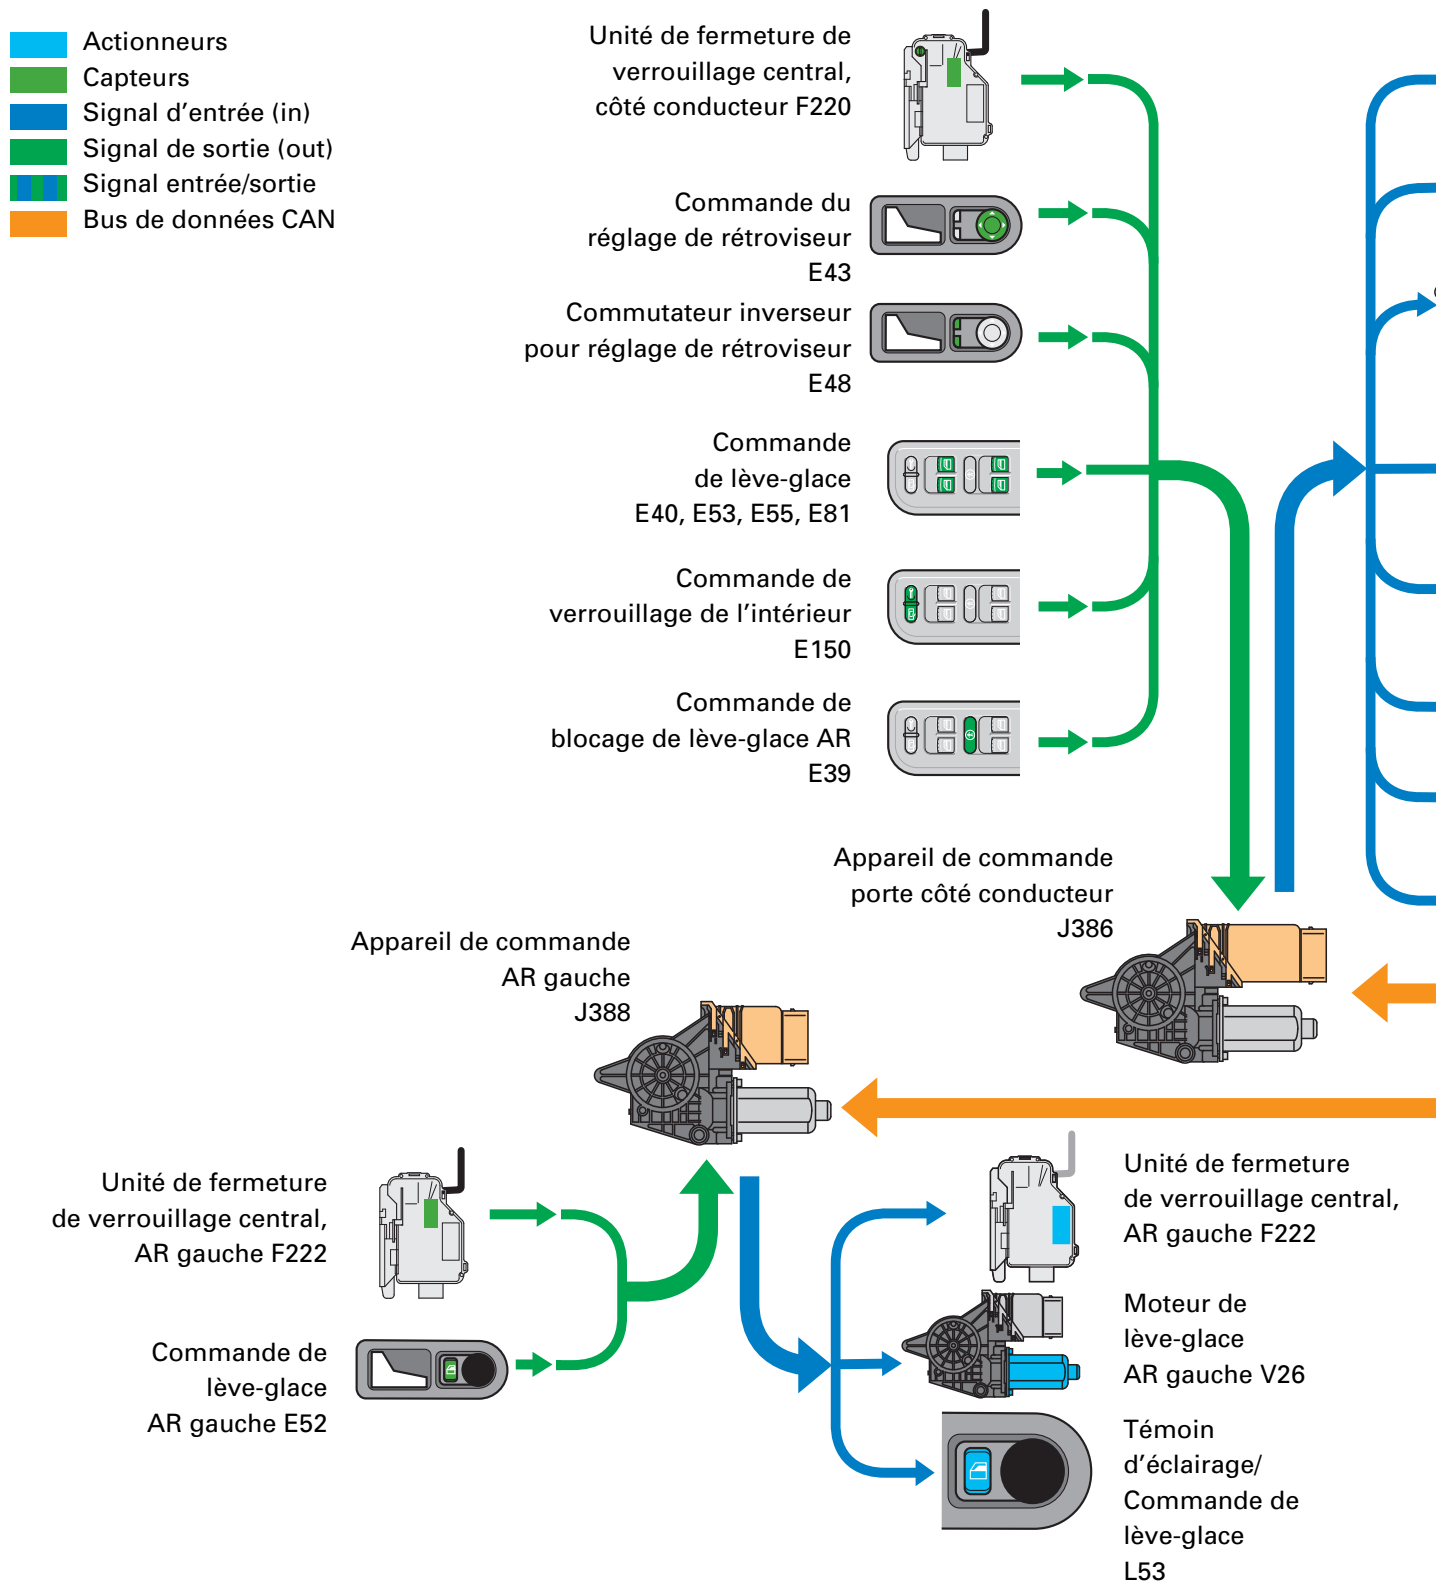 Actionneurs
Capteurs
Signal d’entrée (in)
Signal de sortie (out)
Signal entrée/sortie
Bus de données CAN
Unité de fermeture de
verrouillage central,
côté conducteur F220
Commande du
réglage de rétroviseur
E43
Commutateur inverseur
pour réglage de rétroviseur
E48
Commande
de lève-glace
E40, E53, E55, E81
Commande de
verrouillage de l’intérieur
E150
Commande de
blocage de lève-glace AR
E39
Appareil de commande
porte côté conducteur
J386
Appareil de commande
AR gauche
J388
Unité de fermeture
de verrouillage central,
AR gauche F222
Commande de
lève-glace
AR gauche E52
Unité de fermeture
de verrouillage central,
AR gauche F222
Moteur de
lève-glace
AR gauche V26
Témoin
d’éclairage/
Commande de
lève-glace
L53